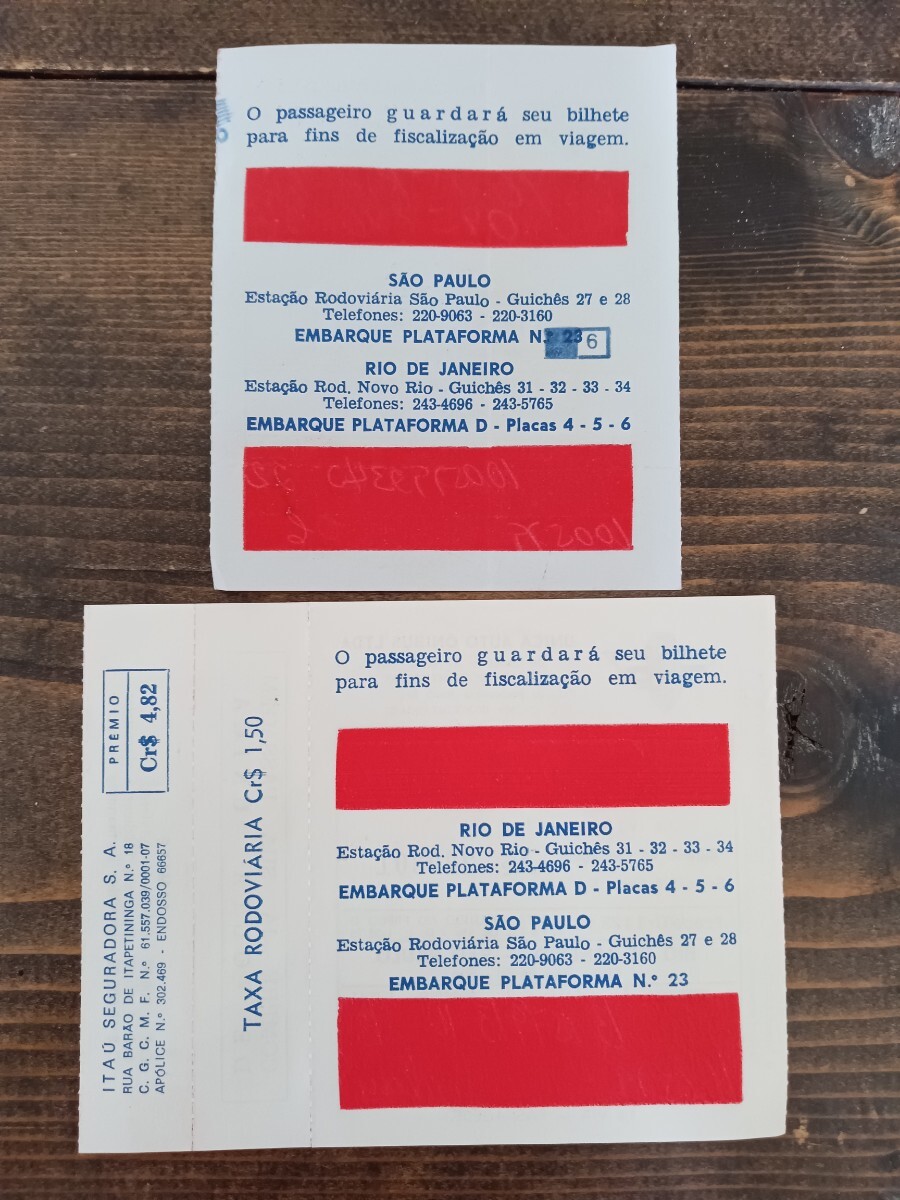 O passageiro guardará seu bilhete
para fins de fiscalização em viagem.
SÃO PAULO
Estação Rodoviária São Paulo - Guichês 27 e 28
Telefones: 220-9063 - 220-3160
EMBARQUE PLATAFORMA N.º 23 6
RIO DE JANEIRO
Estação Rod. Novo Rio - Guichês 31 - 32 - 33 - 34
Telefones: 243-4696 - 243-5765
EMBARQUE PLATAFORMA D - Placas 4 - 5 - 6
O passageiro guardará seu bilhete
para fins de fiscalização em viagem.
RIO DE JANEIRO
Estação Rod. Novo Rio - Guichês 31 - 32 - 33 - 34
Telefones: 243-4696 - 243-5765
EMBARQUE PLATAFORMA D - Placas 4 - 5 - 6
SÃO PAULO
Estação Rodoviária São Paulo - Guichês 27 e 28
Telefones: 220-9063 - 220-3160
EMBARQUE PLATAFORMA N.º 23
TAXA RODOVIÁRIA Cr$ 1,50
PRÊMIO
Cr$ 4,82
ITAÚ SEGURADORA S. A.
RUA BARÃO DE ITAPETININGA N.º 18
C. G. C. M. F. N.º 61.557.039/0001-07
APÓLICE N.º 302.469 - ENDOSSO 66657